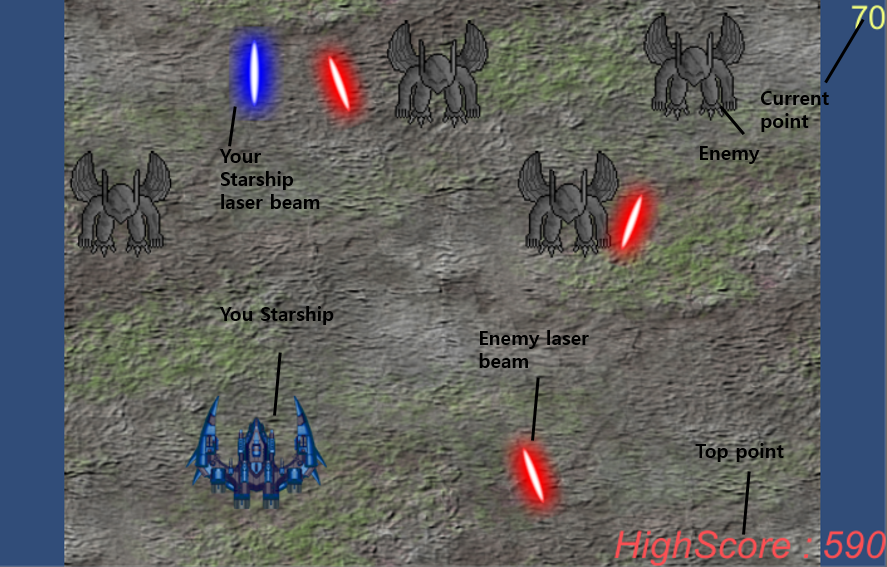 70
Current
point
Enemy
Your
Starship
laser beam
You Starship
Enemy laser
beam
Top point
HighScore : 590